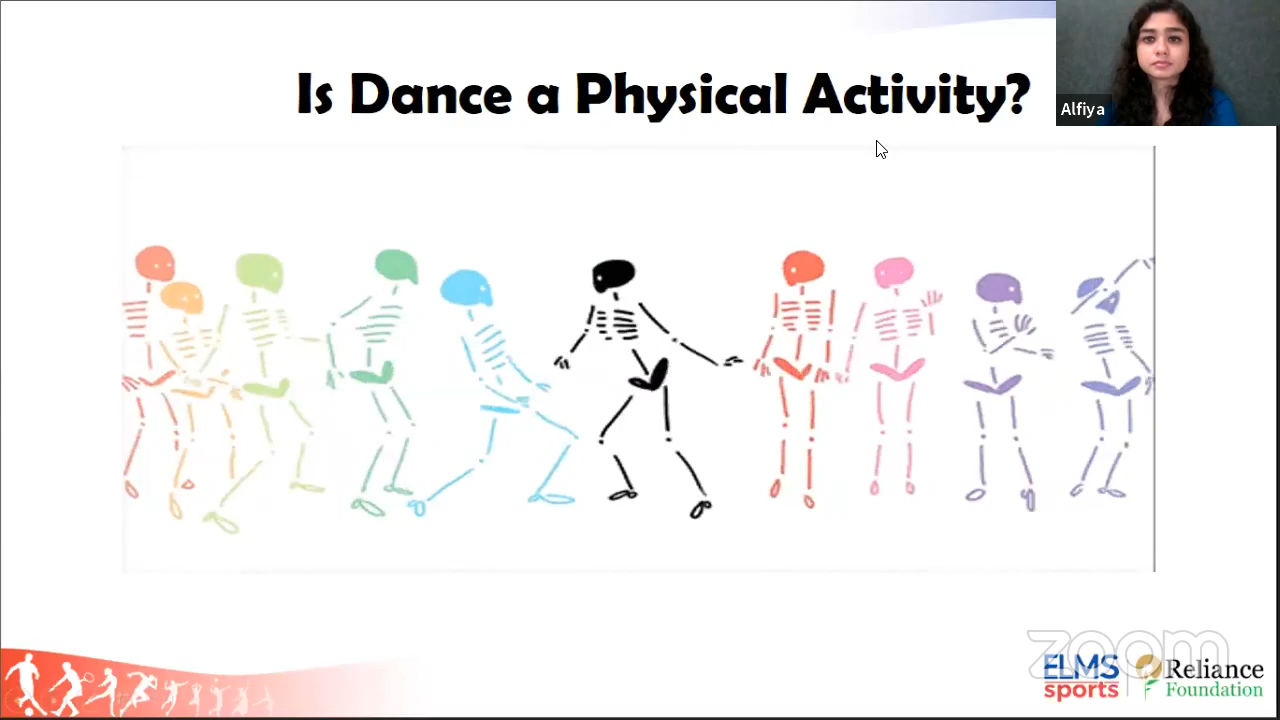 Is Dance a Physical Activity?
Alfiya
zoom
ELMS
sports
Reliance
Foundation